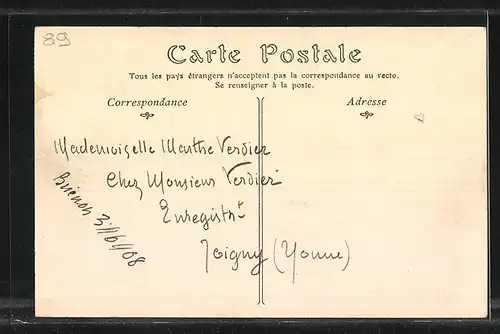 89
Carte Postale
Tous les pays étrangers n'acceptent pas la correspondance au recto.
Se renseigner à la poste.
Correspondance
Adresse
Mademoiselle Marthe Verdier
Chez Monsieur Verdier
Enregistrt
Joigny (Yonne)
Brienon